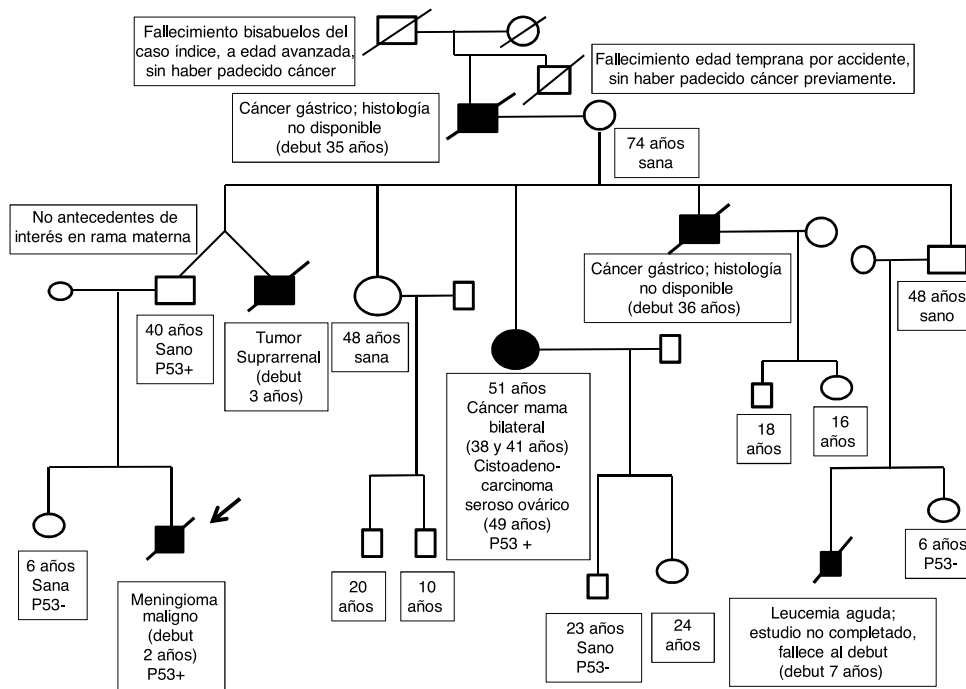 Fallecimiento bisabuelos del
caso índice, a edad avanzada,
sin haber padecido cáncer
Fallecimiento edad temprana por accidente,
sin haber padecido cáncer previamente.
Cáncer gástrico; histología
no disponible
(debut 35 años)
74 años
sana
No antecedentes de
interés en rama materna
40 años
Sano
P53+
Tumor
Suprarrenal
(debut
3 años)
48 años
sana
51 años
Cáncer mama
bilateral
(38 y 41 años)
Cistoadeno-
carcinoma
seroso ovárico
(49 años)
P53 +
Cáncer gástrico; histología
no disponible
(debut 36 años)
48 años
sano
6 años
Sana
P53-
Meningioma
maligno
(debut
2 años)
P53+
20
años
10
años
23 años
Sano
P53-
24
años
18
años
16
años
Leucemia aguda;
estudio no completado,
fallece al debut
(debut 7 años)
6 años
P53-